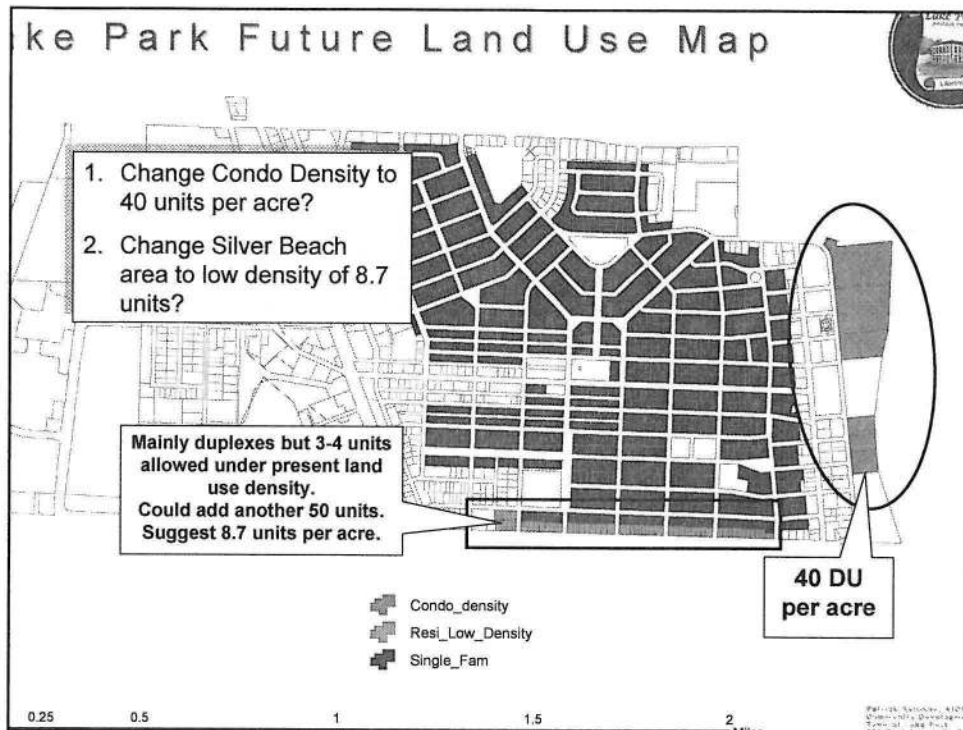 ke Park Future Land Use Map
1. Change Condo Density to
40 units per acre?
2. Change Silver Beach
area to low density of 8.7
units?
Mainly duplexes but 3-4 units
allowed under present land
use density.
Could add another 50 units.
Suggest 8.7 units per acre.
40 DU
per acre
Condo_density
Resi_Low_Density
Single_Fam
0.25 0.5 1 1.5 2
Miles